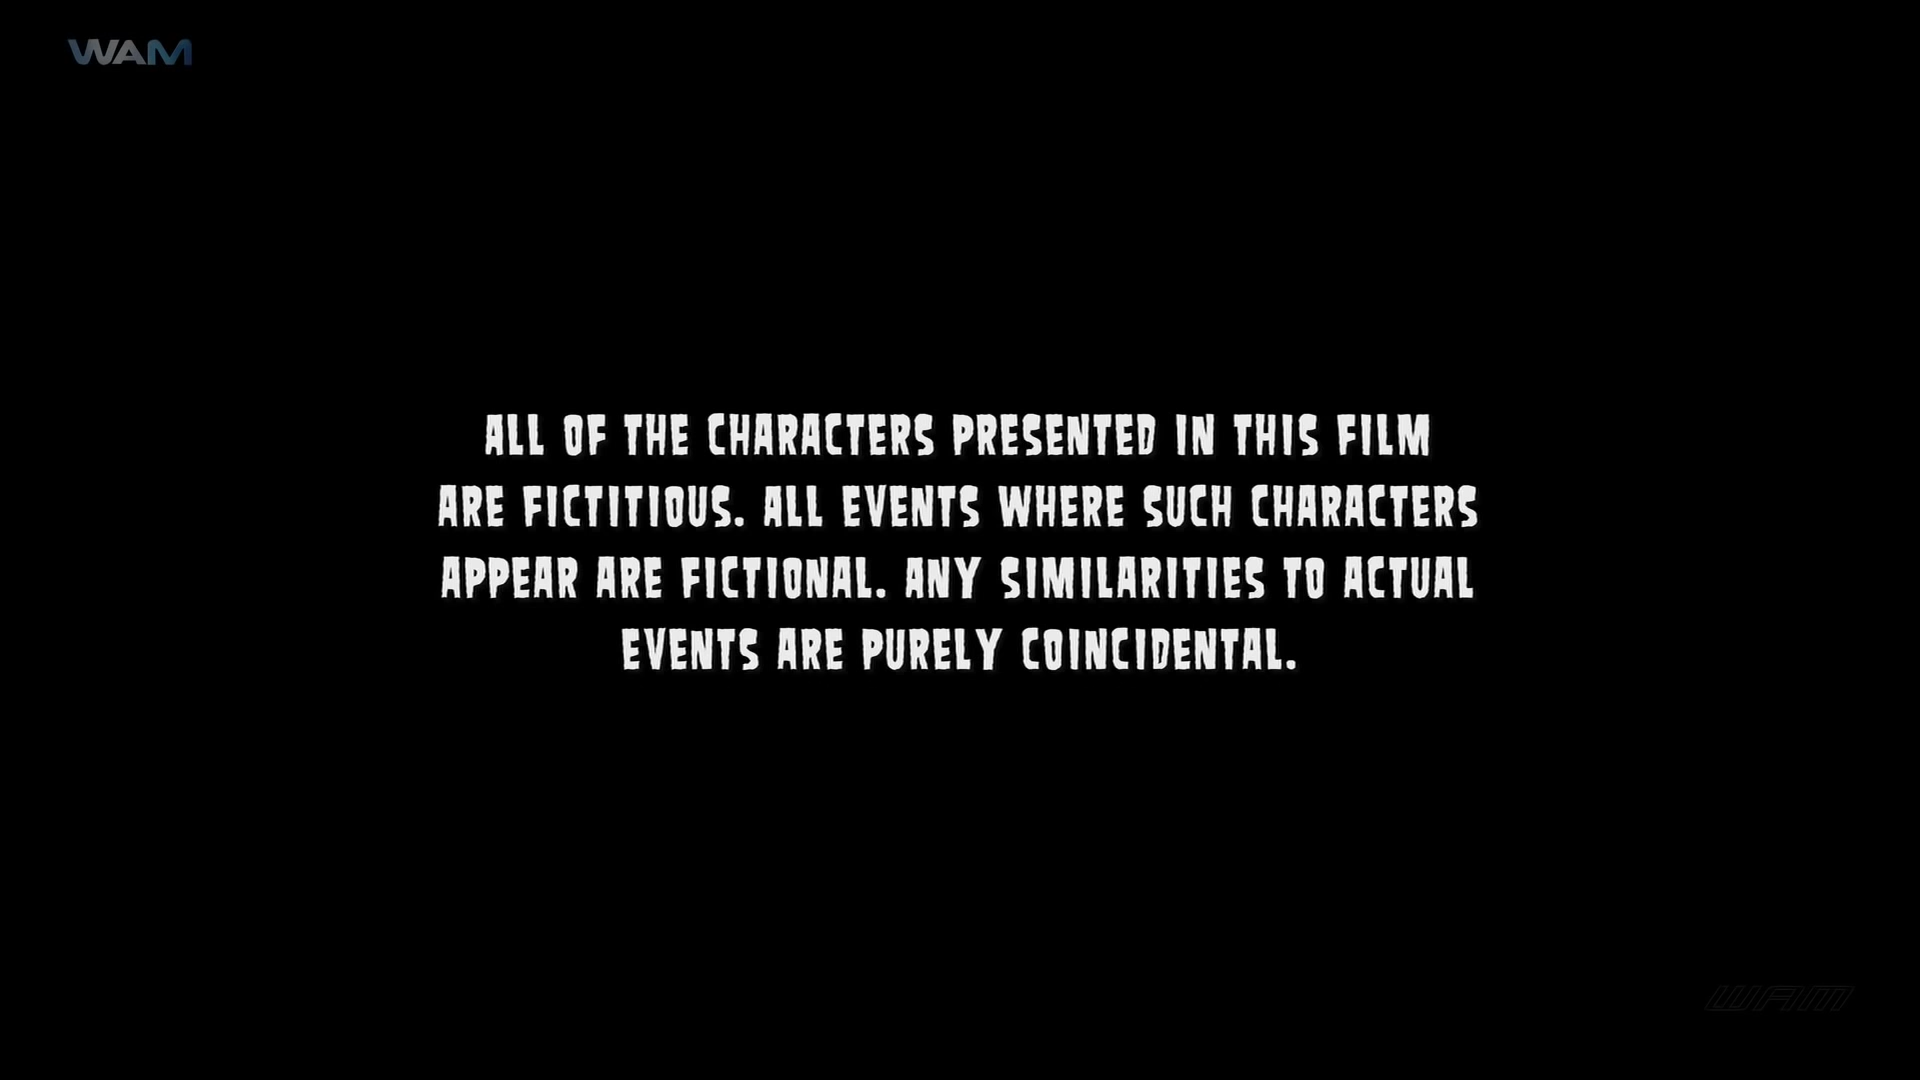 WAM
ALL OF THE CHARACTERS PRESENTED IN THIS FILM
ARE FICTITIOUS. ALL EVENTS WHERE SUCH CHARACTERS
APPEAR ARE FICTIONAL. ANY SIMILARITIES TO ACTUAL
EVENTS ARE PURELY COINCIDENTAL.
WAM